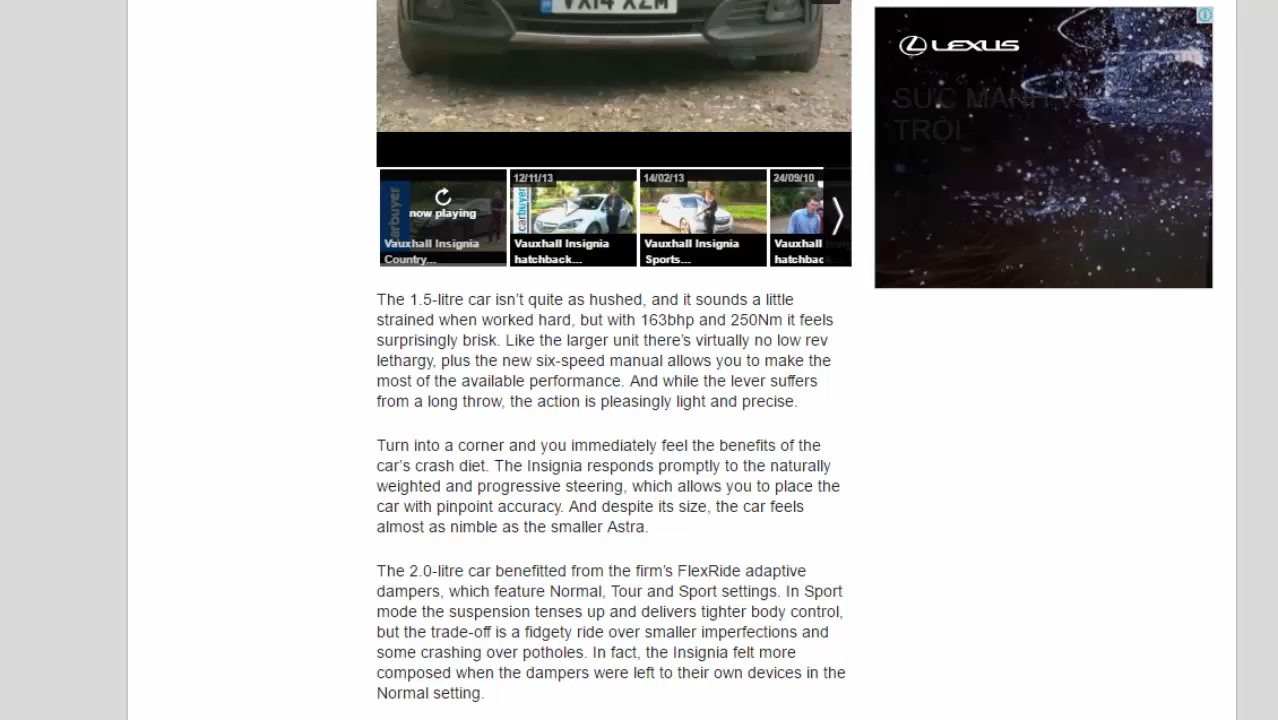 VX14 XZM
LEXUS
SỨC MẠNH
TRỘI
12/11/13
14/02/13
24/09/10
carbuyer
now playing
carbuyer
Vauxhall Insignia
Country...
Vauxhall Insignia
hatchback...
Vauxhall Insignia
Sports...
Vauxhall Insig
hatchbac
The 1.5-litre car isn’t quite as hushed, and it sounds a little
strained when worked hard, but with 163bhp and 250Nm it feels
surprisingly brisk. Like the larger unit there’s virtually no low rev
lethargy, plus the new six-speed manual allows you to make the
most of the available performance. And while the lever suffers
from a long throw, the action is pleasingly light and precise.
Turn into a corner and you immediately feel the benefits of the
car’s crash diet. The Insignia responds promptly to the naturally
weighted and progressive steering, which allows you to place the
car with pinpoint accuracy. And despite its size, the car feels
almost as nimble as the smaller Astra.
The 2.0-litre car benefitted from the firm’s FlexRide adaptive
dampers, which feature Normal, Tour and Sport settings. In Sport
mode the suspension tenses up and delivers tighter body control,
but the trade-off is a fidgety ride over smaller imperfections and
some crashing over potholes. In fact, the Insignia felt more
composed when the dampers were left to their own devices in the
Normal setting.